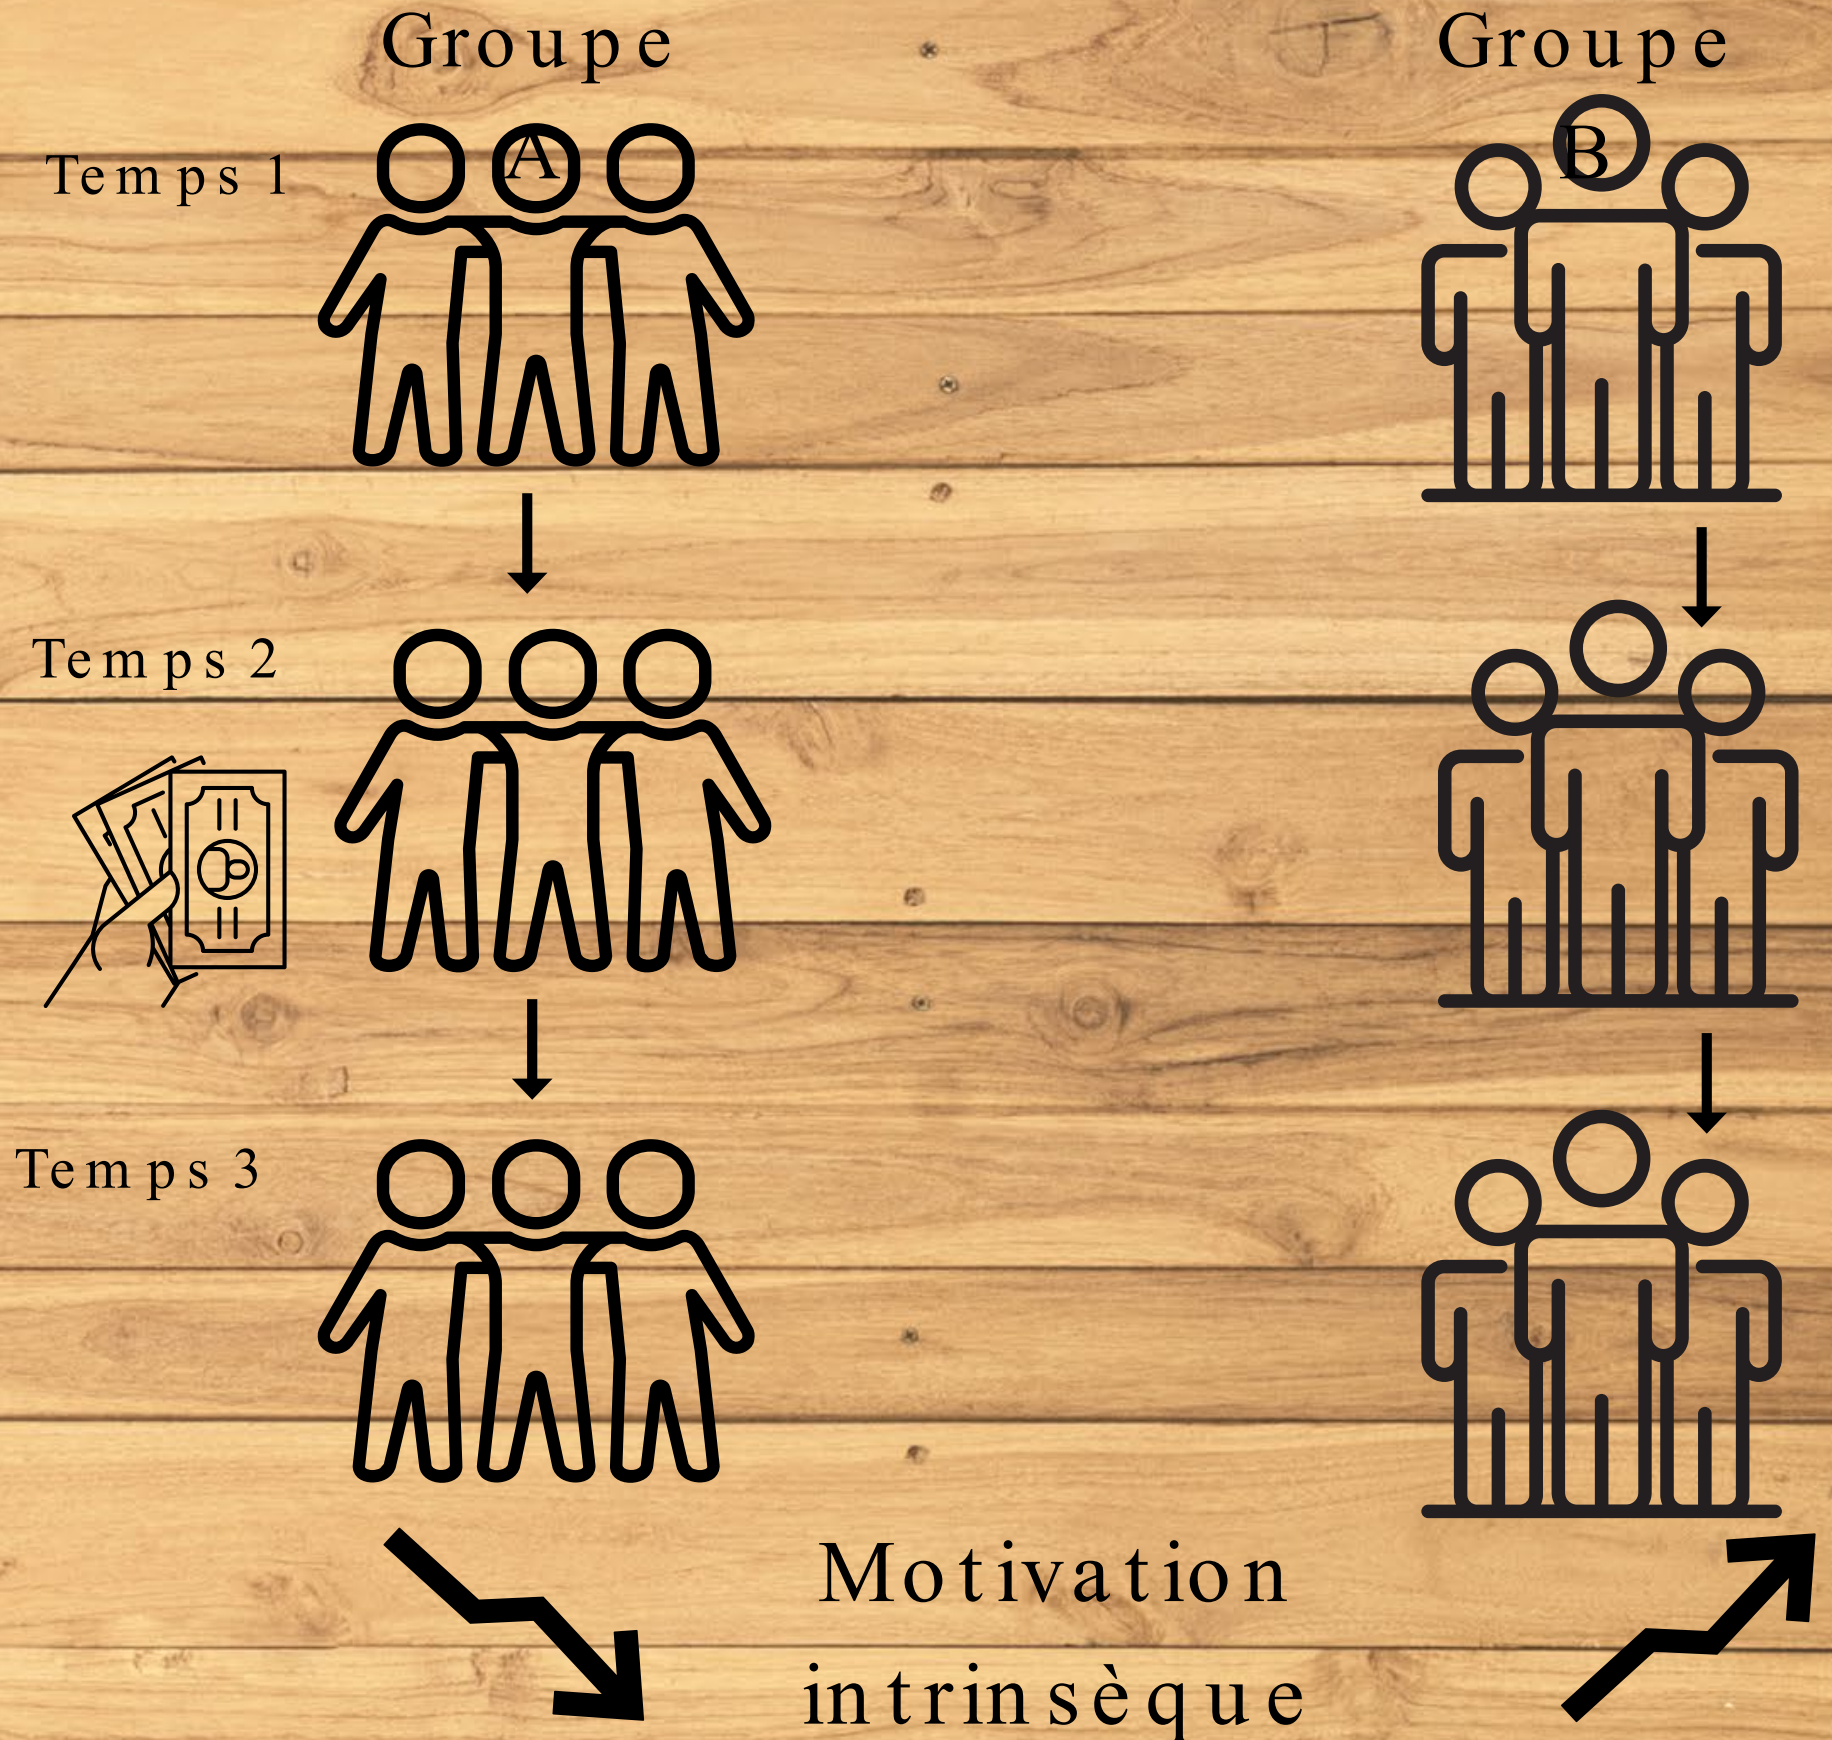 Groupe
A
Groupe
B
Temps 1
Temps 2
Temps 3
Motivation
intrinsèque